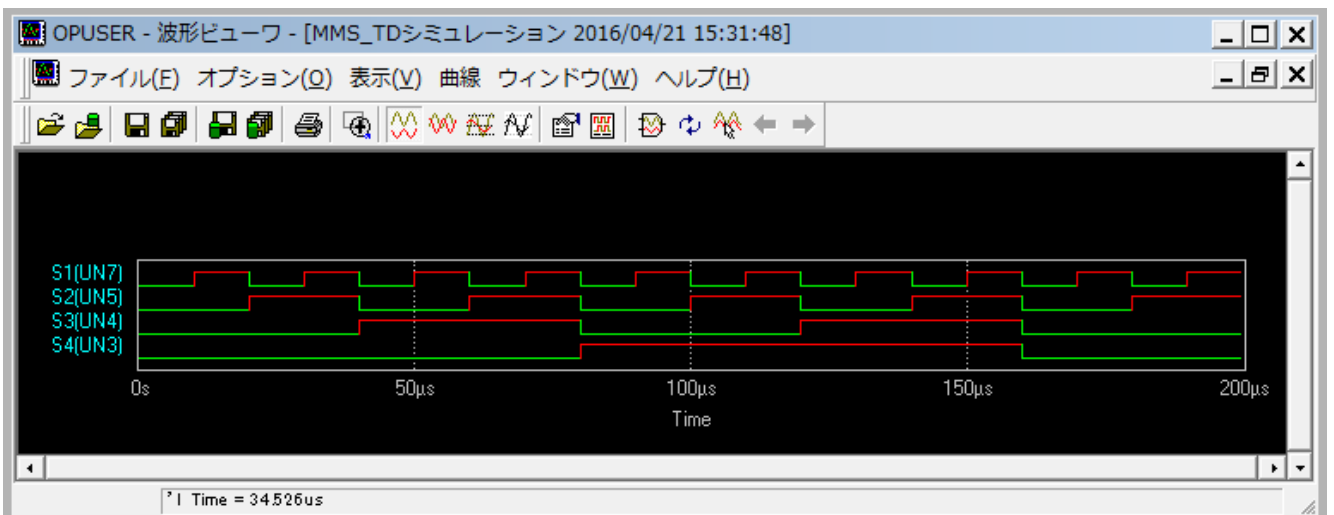 OPUSER - 波形ビューワ - [MMS_TDシミュレーション 2016/04/21 15:31:48]
ファイル(F) オプション(O) 表示(V) 曲線 ウィンドウ(W) ヘルプ(H)
S1(UN7)
S2(UN5)
S3(UN4)
S4(UN3)
0s 50µs 100µs 150µs 200µs
Time
'I Time = 34.526us